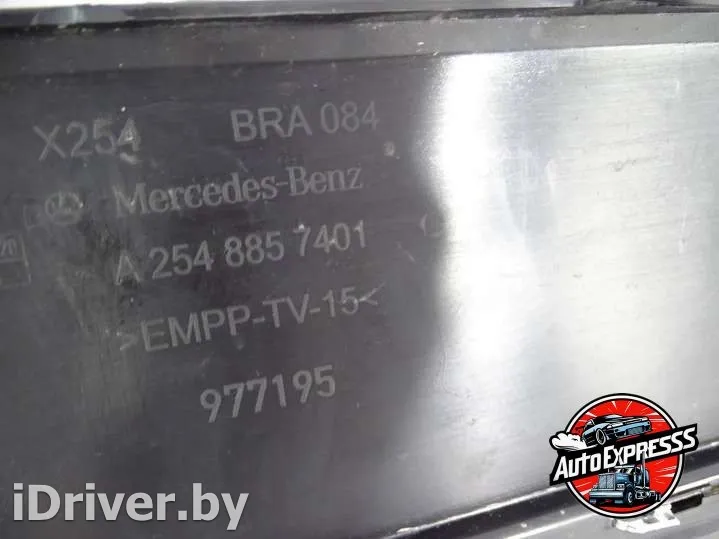 X254 BRA 084
Mercedes-Benz
A 254 885 7401
>EMPP-TV-15<
977195
AUTOEXPRESSS
iDriver.by